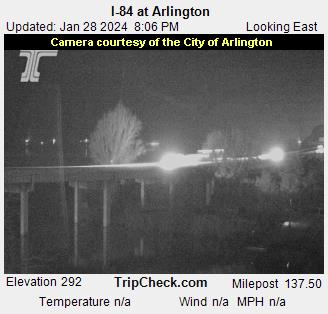 I-84 at Arlington
Updated: Jan 28 2024 8:06 PM Looking East
Camera courtesy of the City of Arlington
Elevation 292 TripCheck.com Milepost 137.50
Temperature n/a Wind n/a MPH n/a